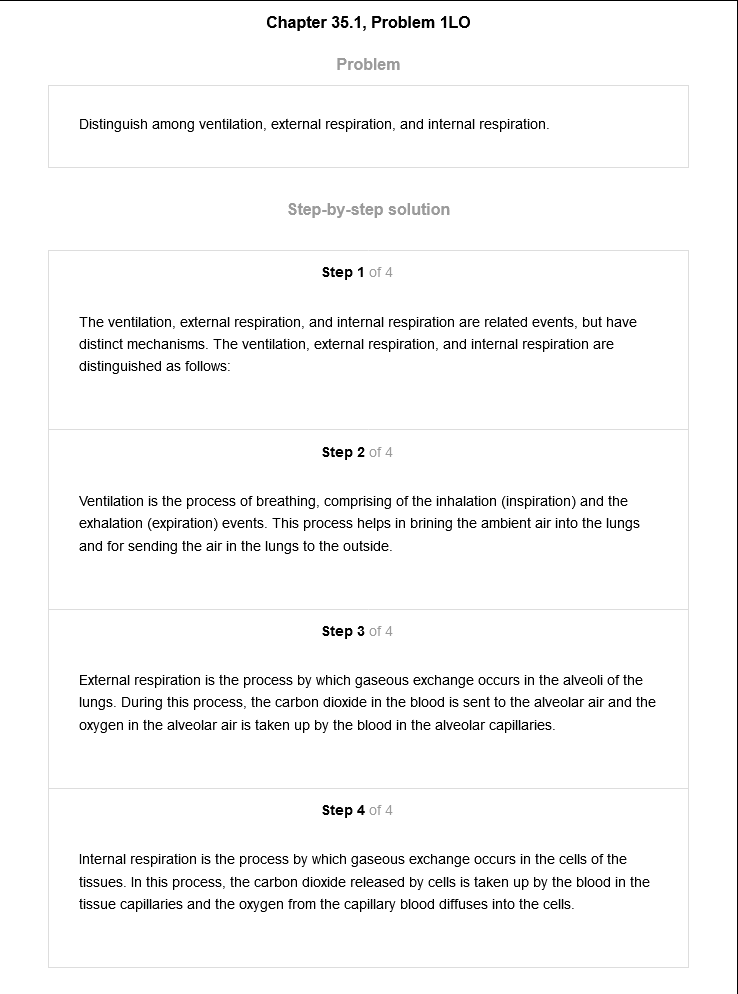 Chapter 35.1, Problem 1LO
Problem
Distinguish among ventilation, external respiration, and internal respiration.
Step-by-step solution
Step 1 of 4
The ventilation, external respiration, and internal respiration are related events, but have
distinct mechanisms. The ventilation, external respiration, and internal respiration are
distinguished as follows:
Step 2 of 4
Ventilation is the process of breathing, comprising of the inhalation (inspiration) and the
exhalation (expiration) events. This process helps in brining the ambient air into the lungs
and for sending the air in the lungs to the outside.
Step 3 of 4
External respiration is the process by which gaseous exchange occurs in the alveoli of the
lungs. During this process, the carbon dioxide in the blood is sent to the alveolar air and the
oxygen in the alveolar air is taken up by the blood in the alveolar capillaries.
Step 4 of 4
Internal respiration is the process by which gaseous exchange occurs in the cells of the
tissues. In this process, the carbon dioxide released by cells is taken up by the blood in the
tissue capillaries and the oxygen from the capillary blood diffuses into the cells.